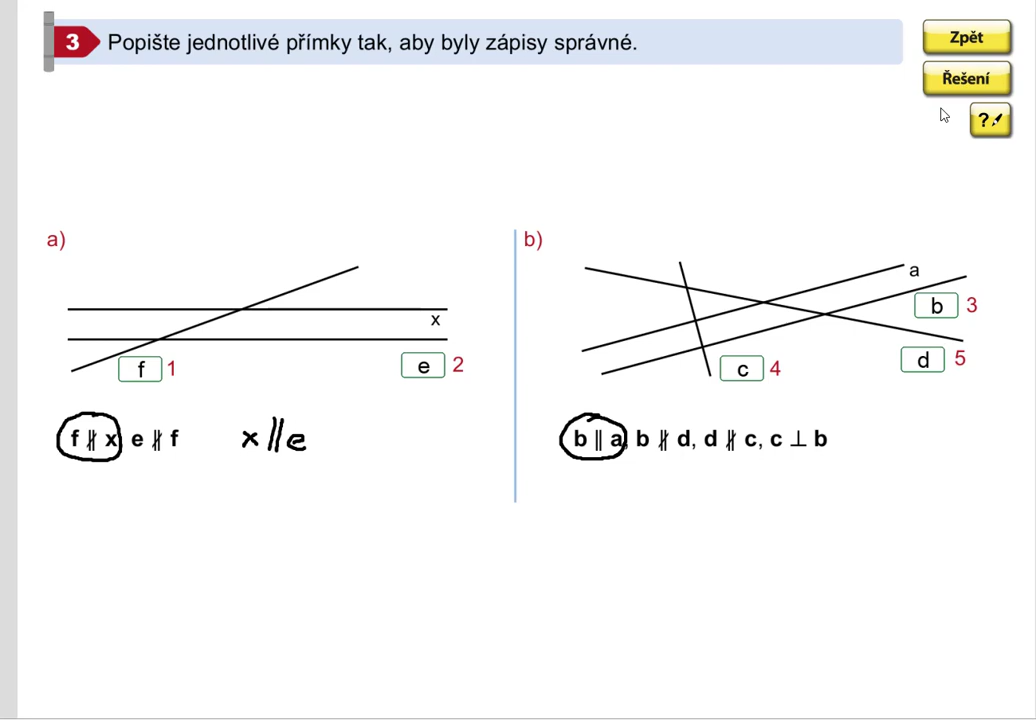 3 Popište jednotlivé přímky tak, aby byly zápisy správné.
Zpět
Řešení
?
a)
x
f 1
e 2
f ∦ x, e ∦ f
x ∥ e
b)
a
b 3
d 5
c 4
b ∥ a, b ∦ d, d ∦ c, c ⊥ b